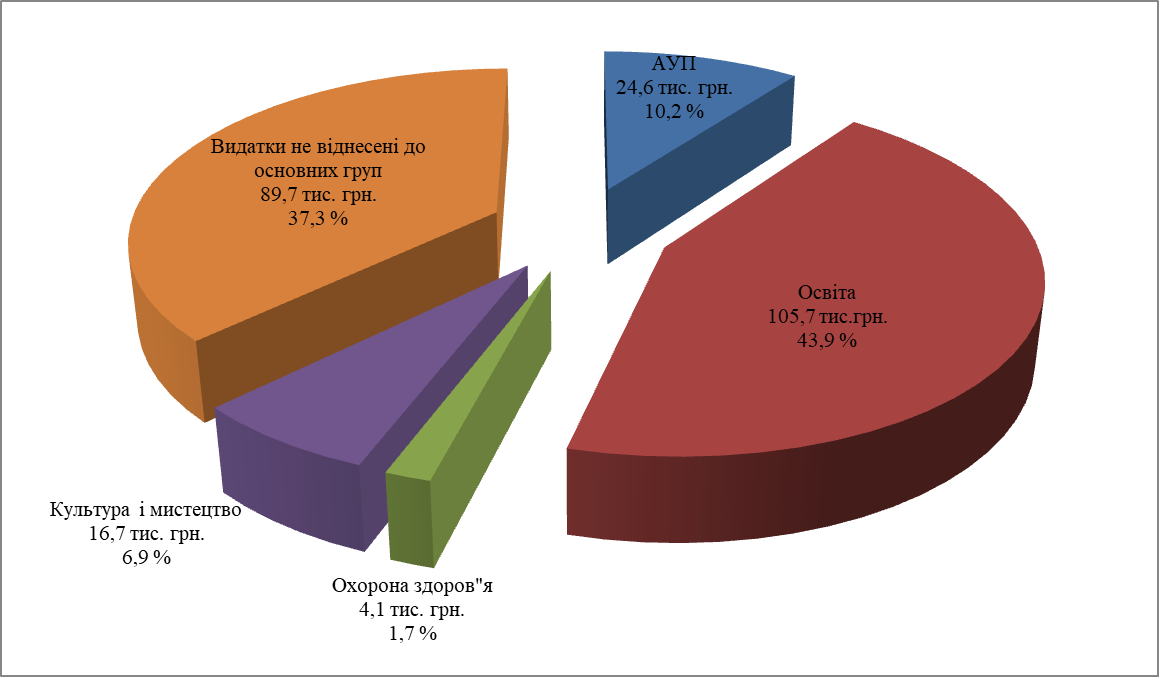 АУП
24,6 тис. грн.
10,2 %
Видатки не віднесені до
основних груп
89,7 тис. грн.
37,3 %
Освіта
105,7 тис.грн.
43,9 %
Культура  і мистецтво
16,7 тис. грн.
6,9 %
Охорона здоров"я
4,1 тис. грн.
1,7 %